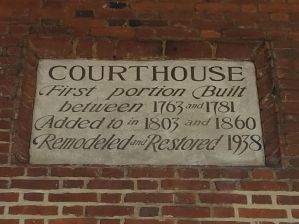 COURTHOUSE
First portion Built
between 1763 and 1781
Added to in 1803 and 1860
Remodeled and Restored 1938